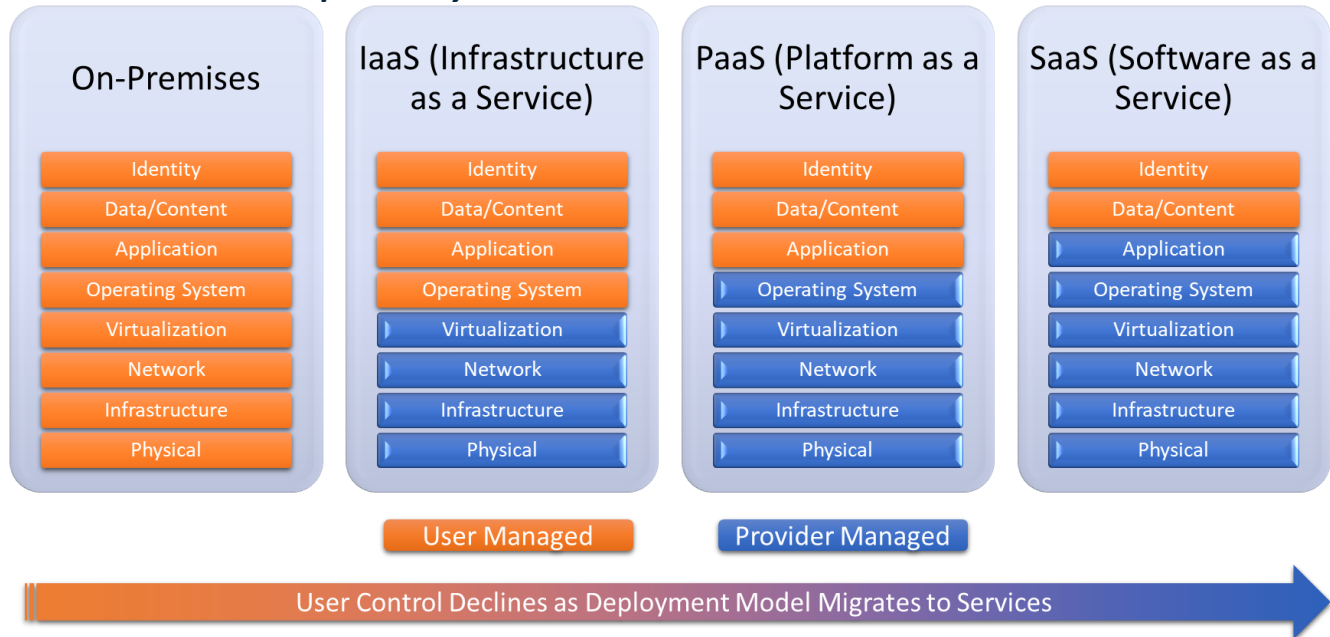 On-Premises
Identity
Data/Content
Application
Operating System
Virtualization
Network
Infrastructure
Physical
IaaS (Infrastructure
as a Service)
Identity
Data/Content
Application
Operating System
Virtualization
Network
Infrastructure
Physical
PaaS (Platform as a
Service)
Identity
Data/Content
Application
Operating System
Virtualization
Network
Infrastructure
Physical
SaaS (Software as a
Service)
Identity
Data/Content
Application
Operating System
Virtualization
Network
Infrastructure
Physical
User Managed
Provider Managed
User Control Declines as Deployment Model Migrates to Services